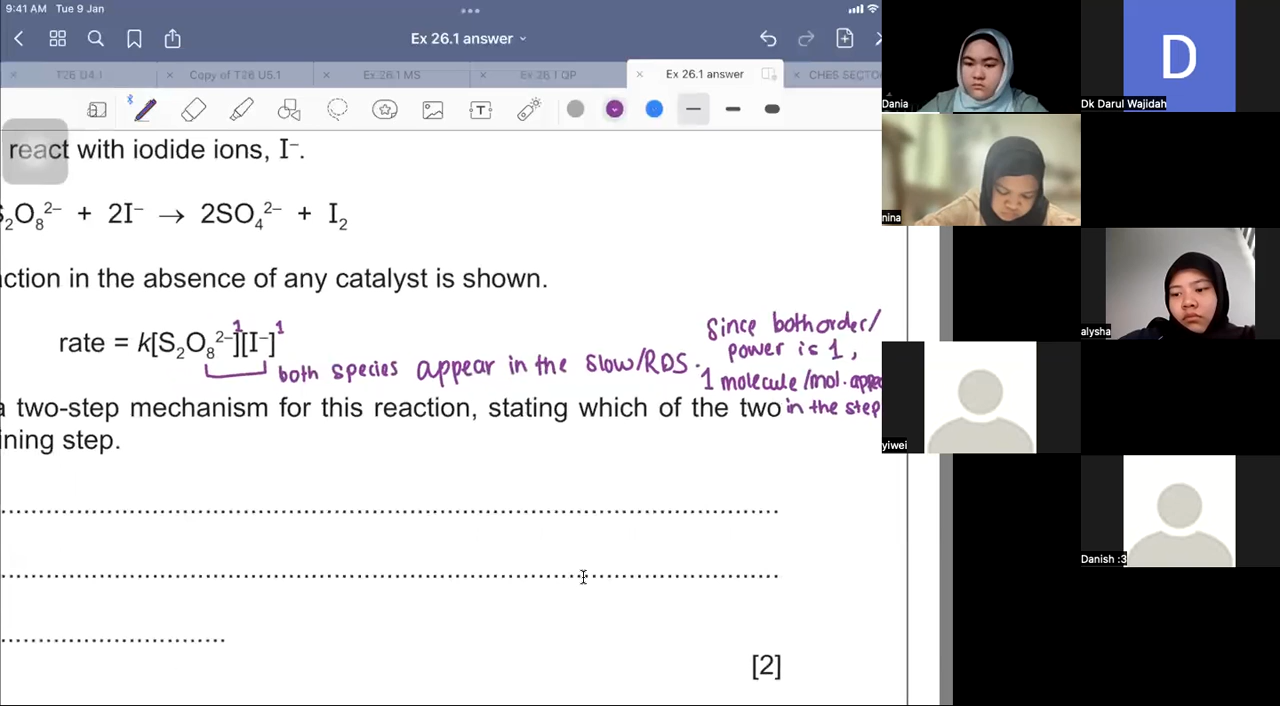 9:41 AM Tue 9 Jan
Ex 26.1 answer
T26 U4.1
Copy of T26 U5.1
Ex 26.1 MS
Ex 26.1 QP
Ex 26.1 answer
CHES SECTOR
react with iodide ions, I⁻.
S₂O₈²⁻ + 2I⁻ → 2SO₄²⁻ + I₂
action in the absence of any catalyst is shown.
rate = k[S₂O₈²⁻]¹[I⁻]¹
both species appear in the slow/RDS.
Since both order/
power is 1,
1 molecule/mol. appea
in the step
a two-step mechanism for this reaction, stating which of the two
ining step.
[2]
Dania
Dk Darul Wajidah
nina
alysha
yiwei
Danish :3
D